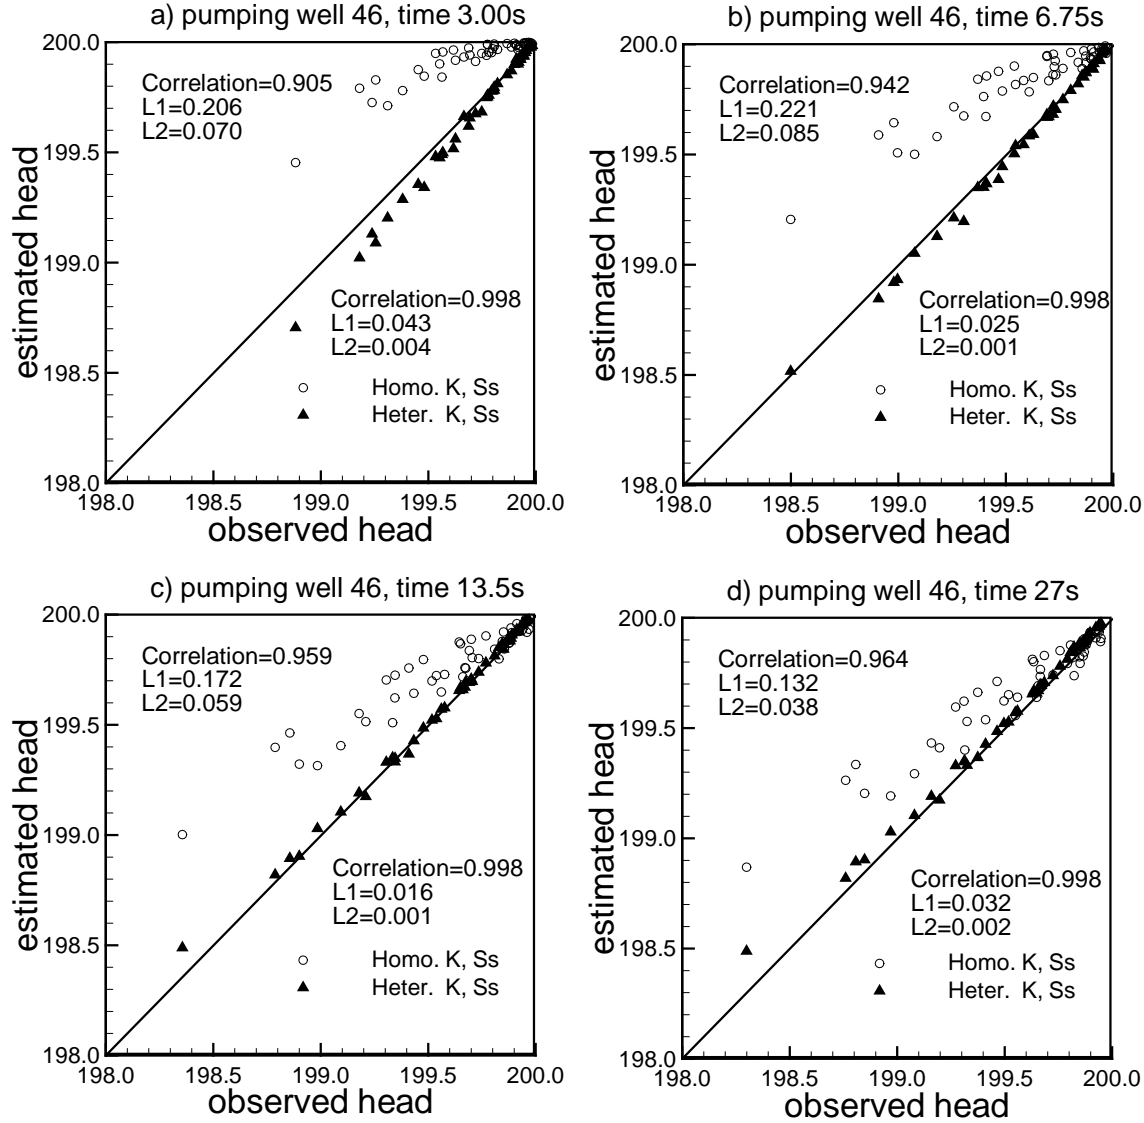 a) pumping well 46, time 3.00s
200.0
199.5
199.0
198.5
198.0
estimated head
Correlation=0.905
L1=0.206
L2=0.070
Correlation=0.998
L1=0.043
L2=0.004
Homo. K, Ss
Heter. K, Ss
198.0 198.5 199.0 199.5 200.0
observed head
b) pumping well 46, time 6.75s
200.0
199.5
199.0
198.5
198.0
estimated head
Correlation=0.942
L1=0.221
L2=0.085
Correlation=0.998
L1=0.025
L2=0.001
Homo. K, Ss
Heter. K, Ss
198.0 198.5 199.0 199.5 200.0
observed head
c) pumping well 46, time 13.5s
200.0
199.5
199.0
198.5
198.0
estimated head
Correlation=0.959
L1=0.172
L2=0.059
Correlation=0.998
L1=0.016
L2=0.001
Homo. K, Ss
Heter. K, Ss
198.0 198.5 199.0 199.5 200.0
observed head
d) pumping well 46, time 27s
200.0
199.5
199.0
198.5
198.0
estimated head
Correlation=0.964
L1=0.132
L2=0.038
Correlation=0.998
L1=0.032
L2=0.002
Homo. K, Ss
Heter. K, Ss
198.0 198.5 199.0 199.5 200.0
observed head